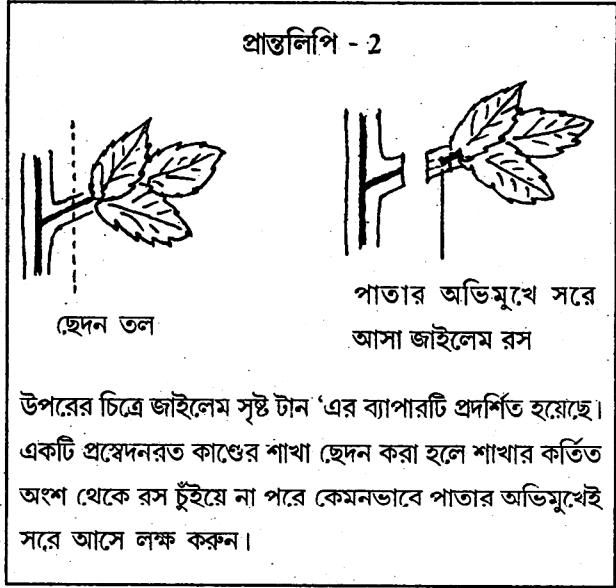 প্রান্তলিপি - 2
ছেদন তল
পাতার অভিমুখে সরে
আসা জাইলেম রস
উপরের চিত্রে জাইলেম সৃষ্ট টান ‘এর ব্যাপারটি প্রদর্শিত হয়েছে।
একটি প্রস্বেদনরত কাণ্ডের শাখা ছেদন করা হলে শাখার কর্তিত
অংশ থেকে রস চুঁইয়ে না পরে কেমনভাবে পাতার অভিমুখেই
সরে আসে লক্ষ করুন।